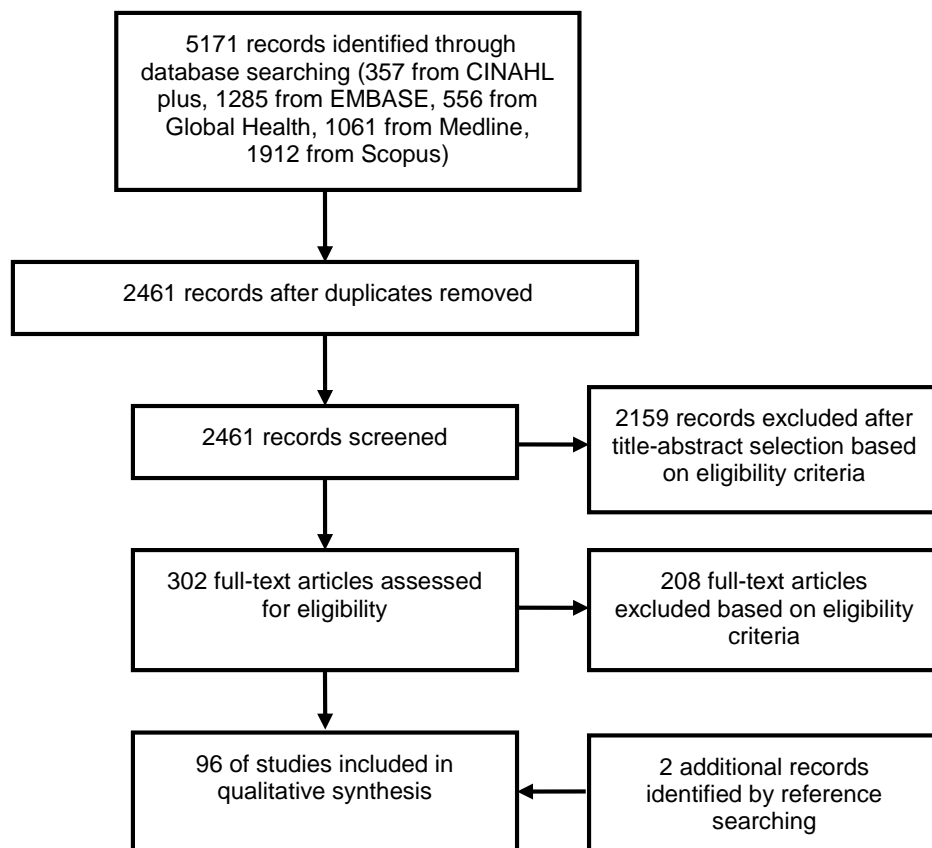 5171 records identified through
database searching (357 from CINAHL
plus, 1285 from EMBASE, 556 from
Global Health, 1061 from Medline,
1912 from Scopus)
2461 records after duplicates removed
2461 records screened
2159 records excluded after
title-abstract selection based
on eligibility criteria
302 full-text articles assessed
for eligibility
208 full-text articles
excluded based on eligibility
criteria
96 of studies included in
qualitative synthesis
2 additional records
identified by reference
searching